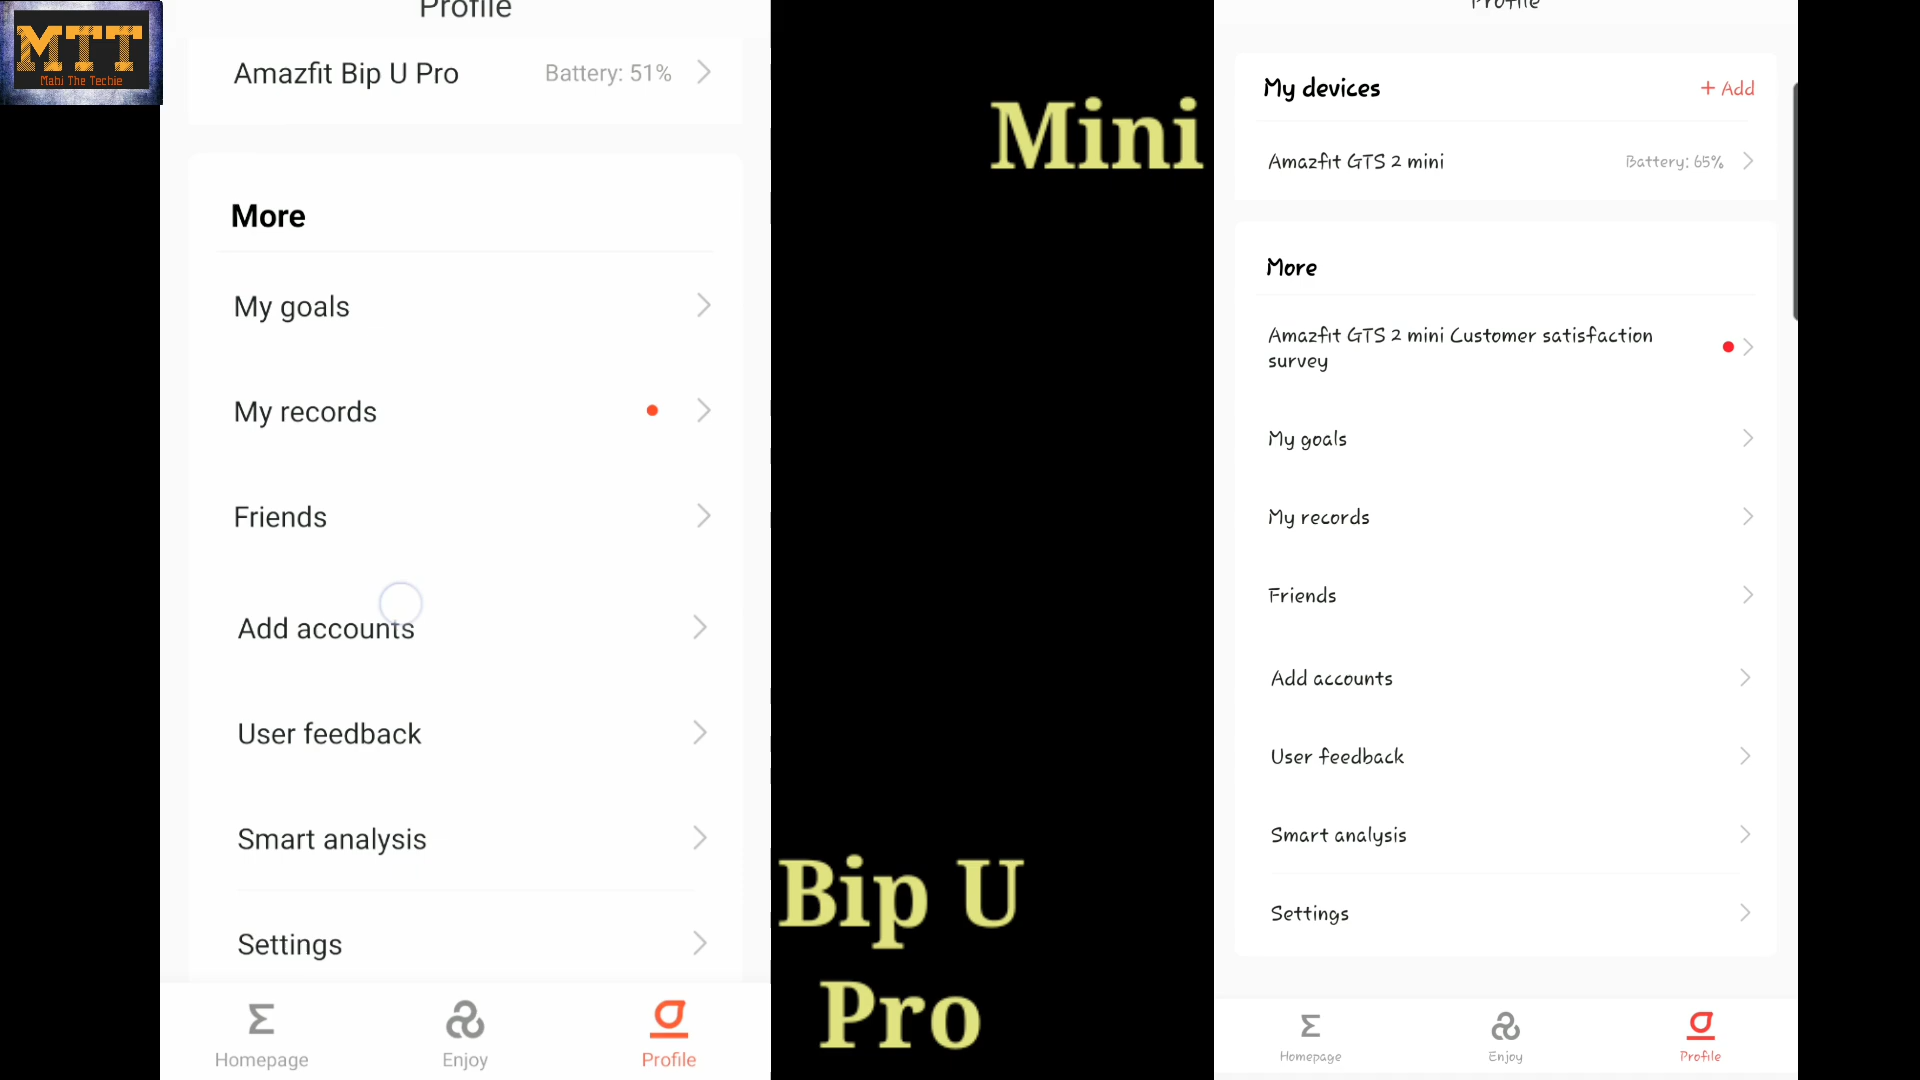 MTT
Mahi The Techie
Profile
Amazfit Bip U Pro Battery: 51%
More
My goals
My records
Friends
Add accounts
User feedback
Smart analysis
Settings
Homepage Enjoy Profile
Mini
Bip U
Pro
Profile
My devices + Add
Amazfit GTS 2 mini Battery: 65%
More
Amazfit GTS 2 mini Customer satisfaction
survey
My goals
My records
Friends
Add accounts
User feedback
Smart analysis
Settings
Homepage Enjoy Profile